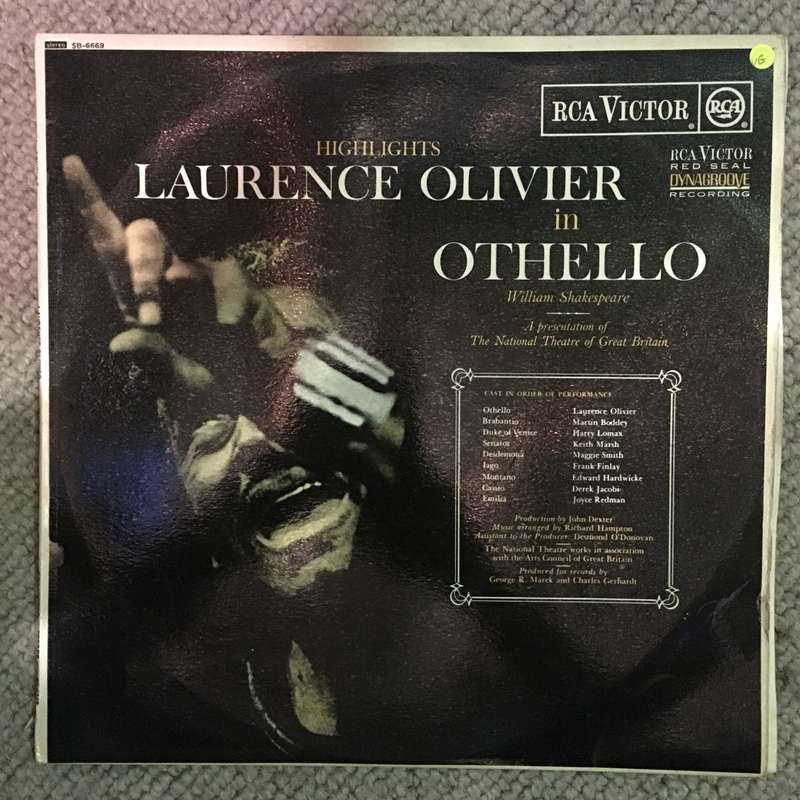 stereo SB-6669
IG
RCA VICTOR RCA
HIGHLIGHTS
LAURENCE OLIVIER
in
OTHELLO
William Shakespeare
A presentation of
The National Theatre of Great Britain
RCA VICTOR
RED SEAL
DYNAGROOVE
RECORDING
CAST IN ORDER OF PERFORMANCE
Othello Laurence Olivier
Brabantio Martin Boddey
Duke of Venice Harry Lomax
Senator Keith Marsh
Desdemona Maggie Smith
Iago Frank Finlay
Montano Edward Hardwicke
Cassio Derek Jacobi
Emilia Joyce Redman
Production by John Dexter
Music arranged by Richard Hampton
Assistant to the Producer: Desmond O'Donovan
The National Theatre works in association
with the Arts Council of Great Britain
Produced for records by
George R. Marek and Charles Gerhardt